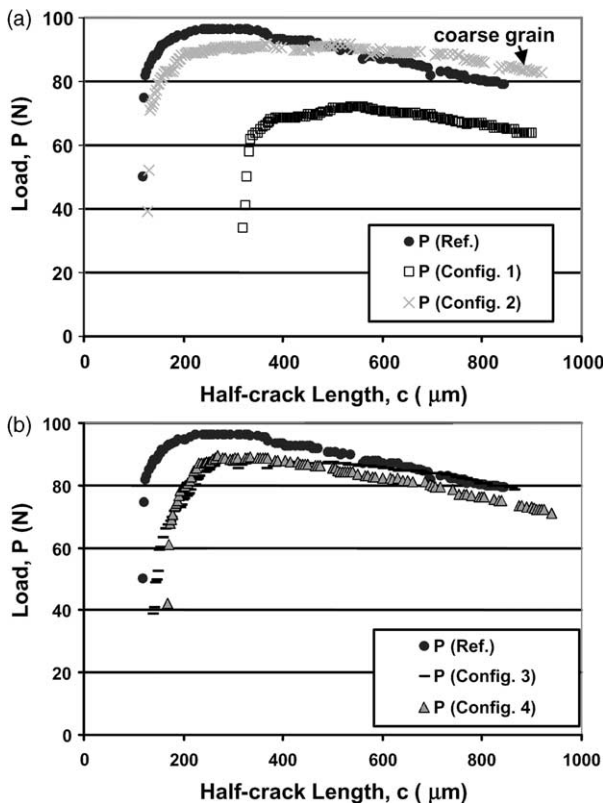 (a)
100
80
60
40
20
0
Load, P (N)
coarse grain
P (Ref.)
P (Config. 1)
P (Config. 2)
0 200 400 600 800 1000
Half-crack Length, c ( μm)
(b)
100
80
60
40
20
0
Load, P (N)
P (Ref.)
P (Config. 3)
P (Config. 4)
0 200 400 600 800 1000
Half-crack Length, c ( μm)